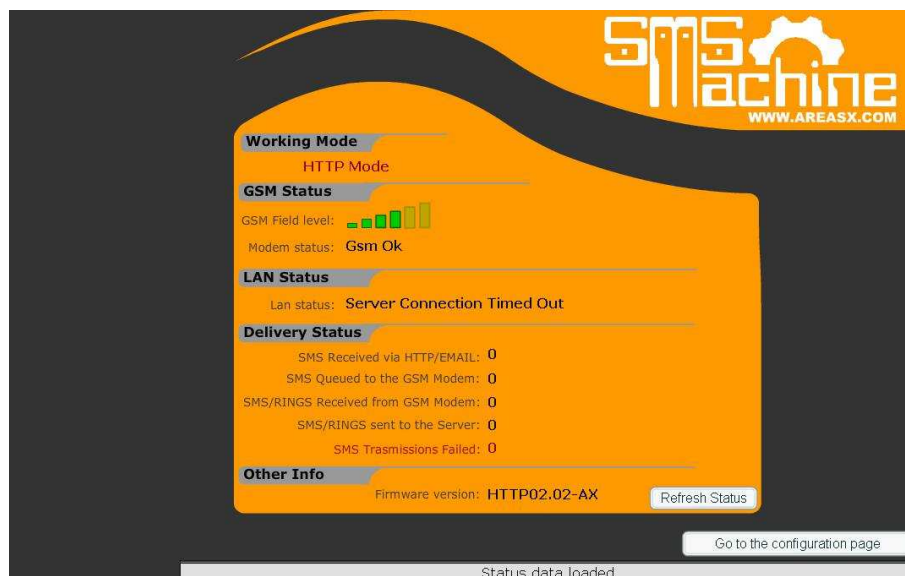 SMS
Machine
WWW.AREASX.COM
Working Mode
HTTP Mode
GSM Status
GSM Field level:
Modem status: Gsm Ok
LAN Status
Lan status: Server Connection Timed Out
Delivery Status
SMS Received via HTTP/EMAIL: 0
SMS Queued to the GSM Modem: 0
SMS/RINGS Received from GSM Modem: 0
SMS/RINGS sent to the Server: 0
SMS Trasmissions Failed: 0
Other Info
Firmware version: HTTP02.02-AX
Refresh Status
Go to the configuration page
Status data loaded